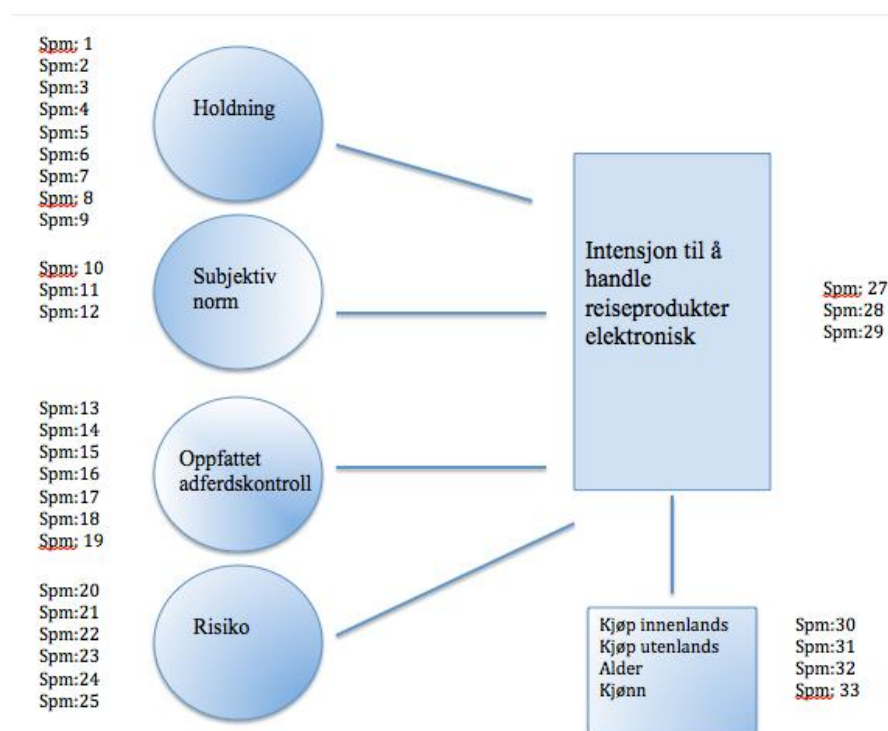 Spm; 1
Spm:2
Spm:3
Spm:4
Spm:5
Spm:6
Spm:7
Spm; 8
Spm:9
Holdning
Spm; 10
Spm:11
Spm:12
Subjektiv
norm
Spm:13
Spm:14
Spm:15
Spm:16
Spm:17
Spm:18
Spm; 19
Oppfattet
adferdskontroll
Spm:20
Spm:21
Spm:22
Spm:23
Spm:24
Spm:25
Risiko
Intensjon til å
handle
reiseprodukter
elektronisk
Spm; 27
Spm:28
Spm:29
Kjøp innenlands
Kjøp utenlands
Alder
Kjønn
Spm:30
Spm:31
Spm:32
Spm; 33